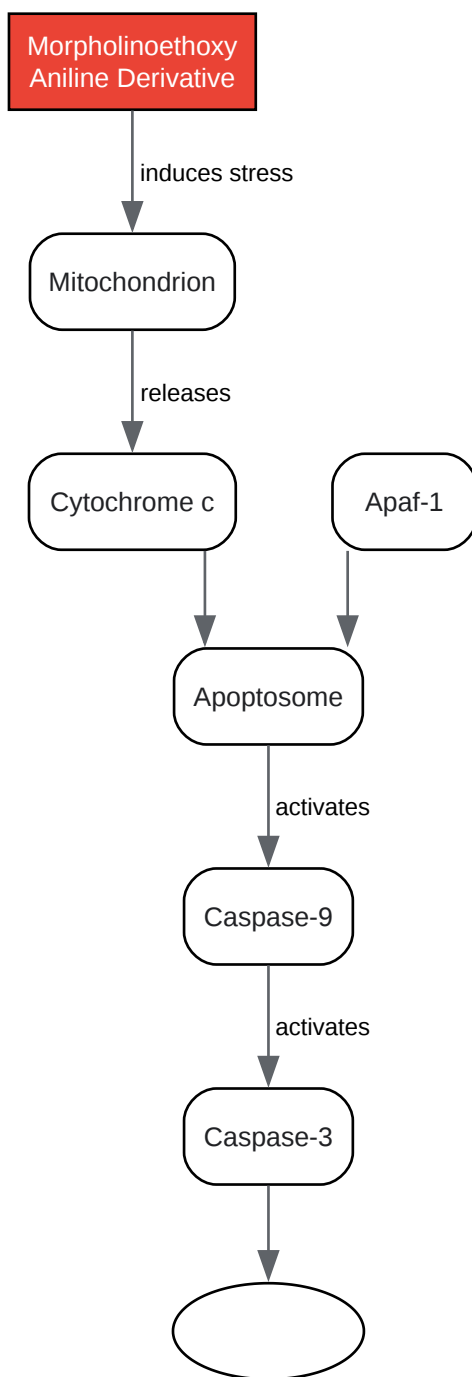 Morpholinoethoxy
Aniline Derivative
induces stress
Mitochondrion
releases
Cytochrome c
Apaf-1
Apoptosome
activates
Caspase-9
activates
Caspase-3